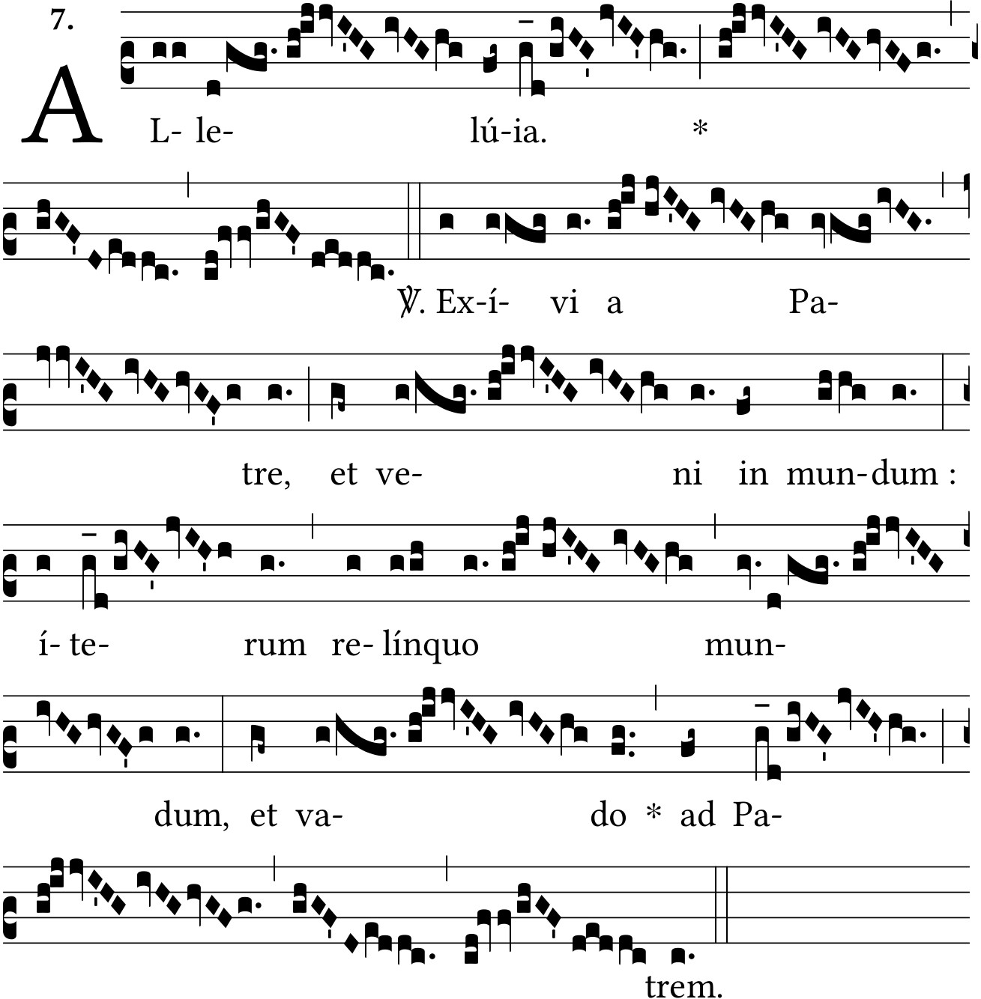 7.
AL- le- lú-ia. *
℣. Ex-í- vi a Pa-
tre, et ve- ni in mun-dum :
í- te- rum re- línquo mun-
dum, et va- do * ad Pa-
trem.